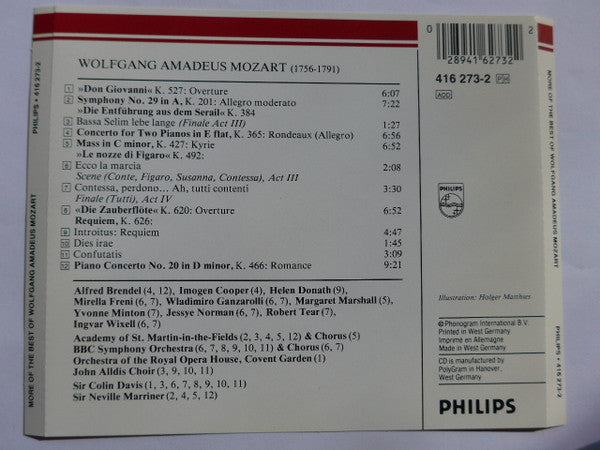 WOLFGANG AMADEUS MOZART (1756-1791)
1 »Don Giovanni« K. 527: Overture 6:07
2 Symphony No. 29 in A, K. 201: Allegro moderato 7:22
»Die Entführung aus dem Serail« K. 384
3 Bassa Selim lebe lange (Finale Act III) 1:27
4 Concerto for Two Pianos in E flat, K. 365: Rondeaux (Allegro) 6:56
5 Mass in C minor, K. 427: Kyrie 6:52
»Le nozze di Figaro« K. 492:
6 Ecco la marcia 2:08
Scene (Conte, Figaro, Susanna, Contessa), Act III
7 Contessa, perdono... Ah, tutti contenti 3:30
Finale (Tutti), Act IV
8 »Die Zauberflöte« K. 620: Overture 6:52
Requiem, K. 626:
9 Introitus: Requiem 4:47
10 Dies irae 1:45
11 Confutatis 3:09
12 Piano Concerto No. 20 in D minor, K. 466: Romance 9:21
Alfred Brendel (4, 12), Imogen Cooper (4), Helen Donath (9),
Mirella Freni (6, 7), Wladimiro Ganzarolli (6, 7), Margaret Marshall (5),
Yvonne Minton (7), Jessye Norman (6, 7), Robert Tear (7),
Ingvar Wixell (6, 7)
Academy of St. Martin-in-the-Fields (2, 3, 4, 5, 12) & Chorus (5)
BBC Symphony Orchestra (6, 7, 8, 9, 10, 11) & Chorus (6, 7)
Orchestra of the Royal Opera House, Covent Garden (1)
John Alldis Choir (3, 9, 10, 11)
Sir Colin Davis (1, 3, 6, 7, 8, 9, 10, 11)
Sir Neville Marriner (2, 4, 5, 12)
0 28941 62732 2
416 273-2
ADD
PHILIPS
Illustration: Holger Matthies
℗ Phonogram International B.V.
Printed in West Germany
Imprimé en Allemagne
Made in West Germany
CD is manufactured by
PolyGram in Hanover,
West Germany
PHILIPS
MORE OF THE BEST OF WOLFGANG AMADEUS MOZART
PHILIPS • 416 273-2
MORE OF THE BEST OF WOLFGANG AMADEUS MOZART
PHILIPS • 416 273-2